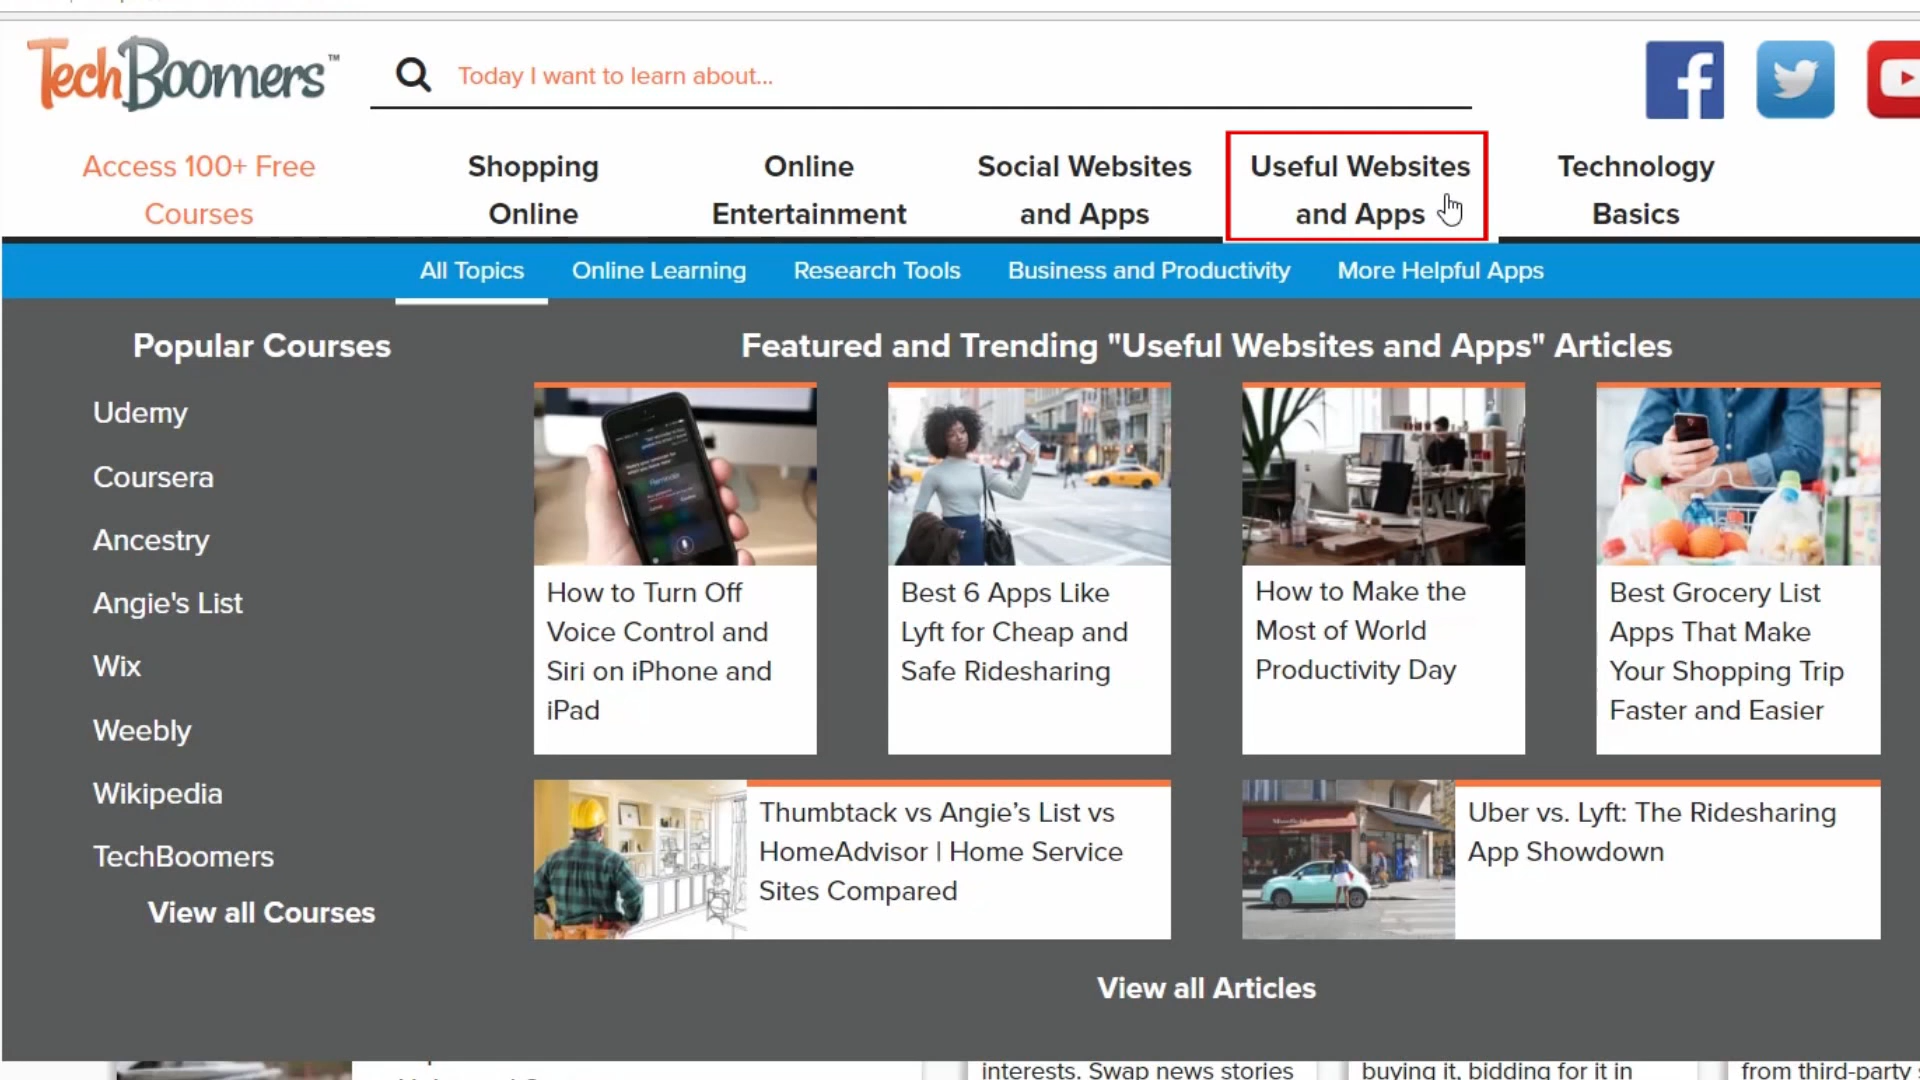 TechBoomers™
Today I want to learn about...
Access 100+ Free
Courses
Shopping
Online
Online
Entertainment
Social Websites
and Apps
Useful Websites
and Apps
Technology
Basics
All Topics
Online Learning
Research Tools
Business and Productivity
More Helpful Apps
Popular Courses
Udemy
Coursera
Ancestry
Angie's List
Wix
Weebly
Wikipedia
TechBoomers
View all Courses
Featured and Trending "Useful Websites and Apps" Articles
How to Turn Off
Voice Control and
Siri on iPhone and
iPad
Best 6 Apps Like
Lyft for Cheap and
Safe Ridesharing
How to Make the
Most of World
Productivity Day
Best Grocery List
Apps That Make
Your Shopping Trip
Faster and Easier
Thumbtack vs Angie’s List vs
HomeAdvisor | Home Service
Sites Compared
Uber vs. Lyft: The Ridesharing
App Showdown
View all Articles
interests. Swap news stories
buying it, bidding for it in
from third-party